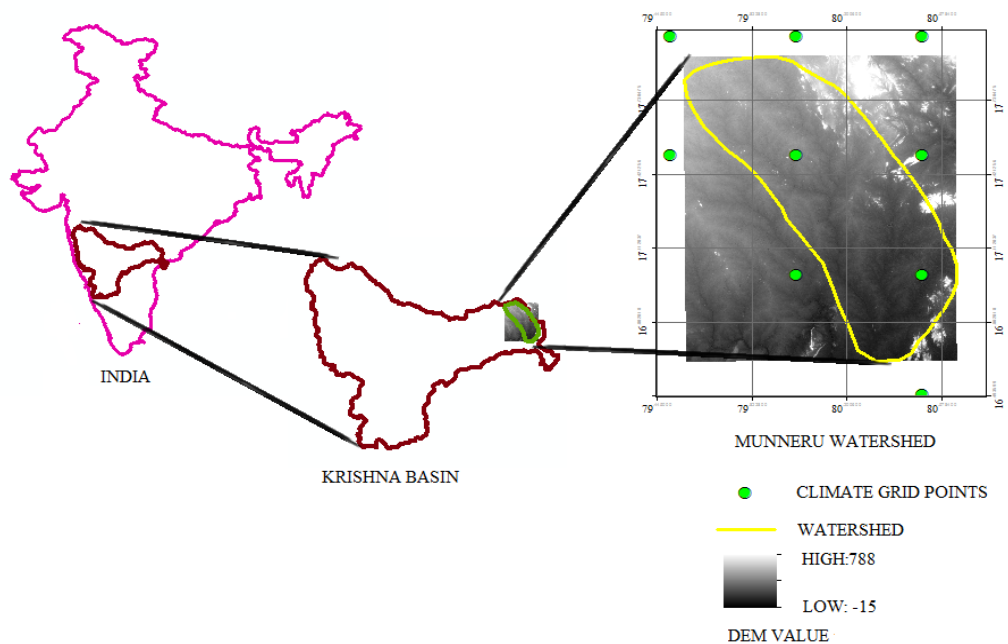 79 79 80 80
17
17
17
16
16
79 79 80 80
INDIA
KRISHNA BASIN
MUNNERU WATERSHED
CLIMATE GRID POINTS
WATERSHED
HIGH:788
LOW: -15
DEM VALUE